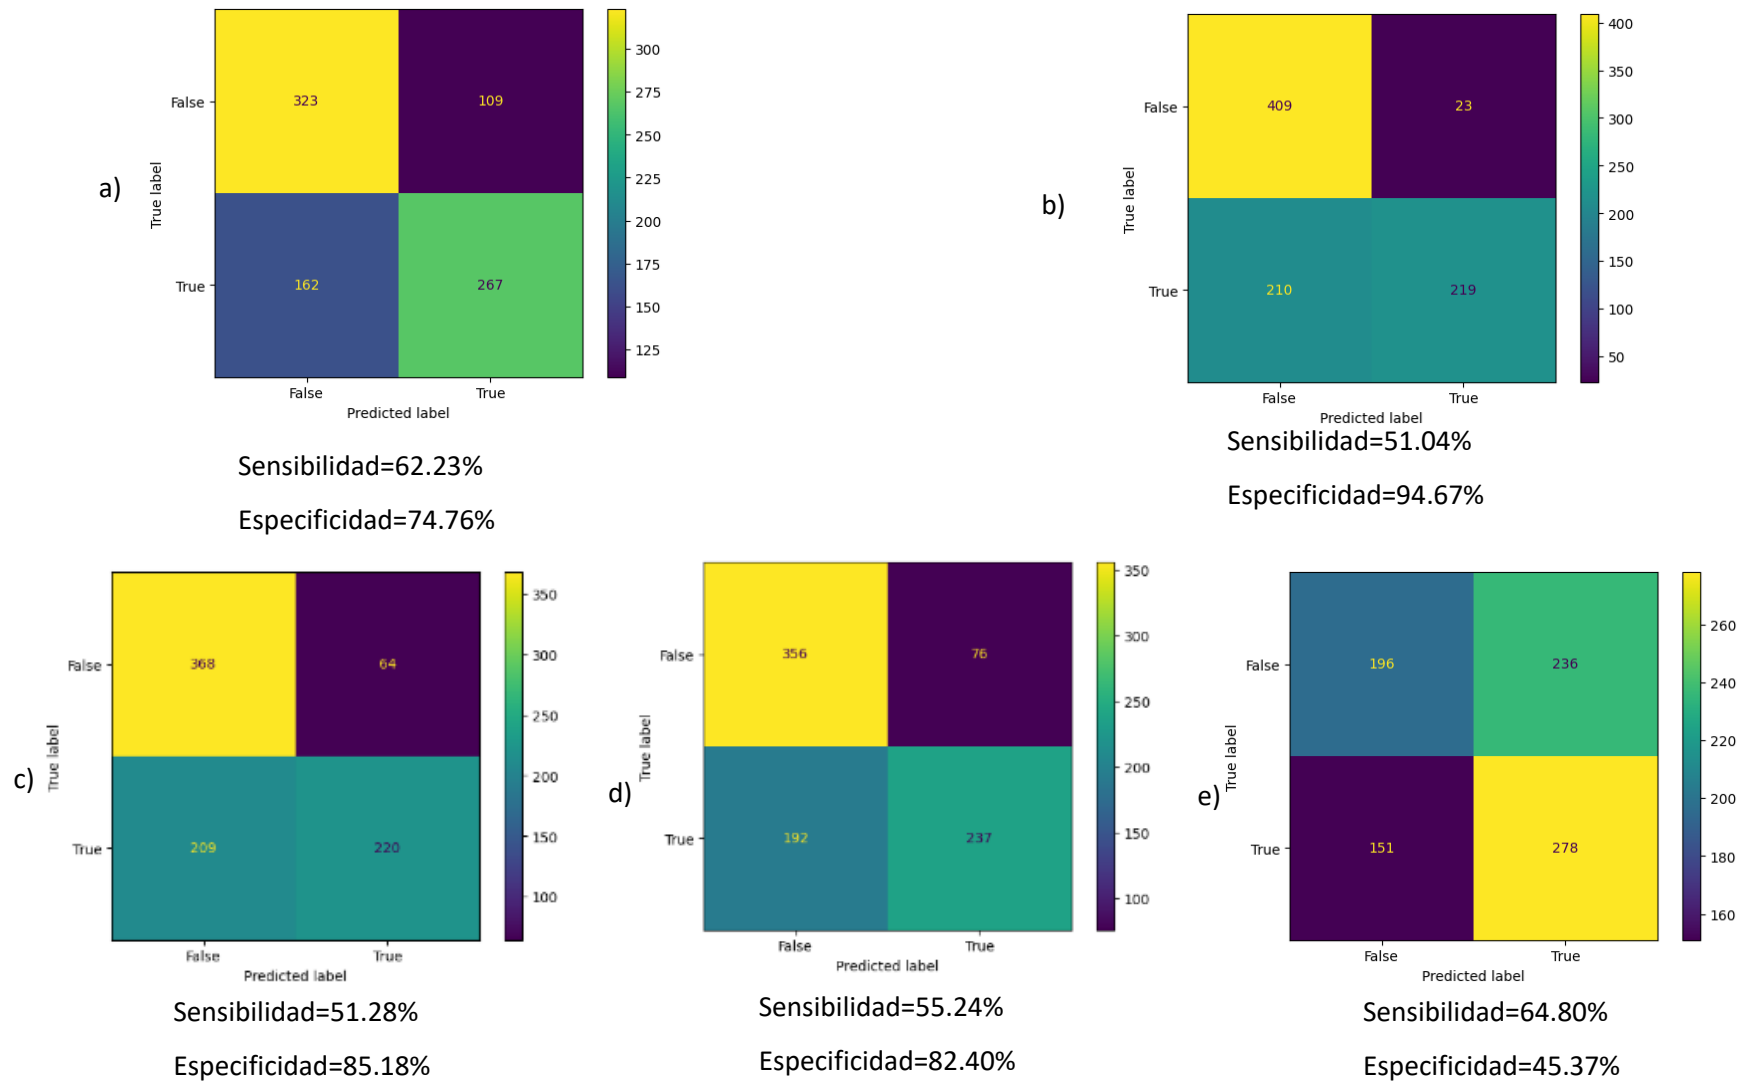 a)
True label
False
True
323
109
162
267
False
True
Predicted label
300
275
250
225
200
175
150
125
Sensibilidad=62.23%
Especificidad=74.76%
b)
True label
False
True
409
23
210
219
False
True
Predicted label
400
350
300
250
200
150
100
50
Sensibilidad=51.04%
Especificidad=94.67%
c)
True label
False
True
368
64
209
220
False
True
Predicted label
350
300
250
200
150
100
Sensibilidad=51.28%
Especificidad=85.18%
d)
True label
False
True
356
76
192
237
False
True
Predicted label
350
300
250
200
150
100
Sensibilidad=55.24%
Especificidad=82.40%
e)
True label
False
True
196
236
151
278
False
True
Predicted label
260
240
220
200
180
160
Sensibilidad=64.80%
Especificidad=45.37%